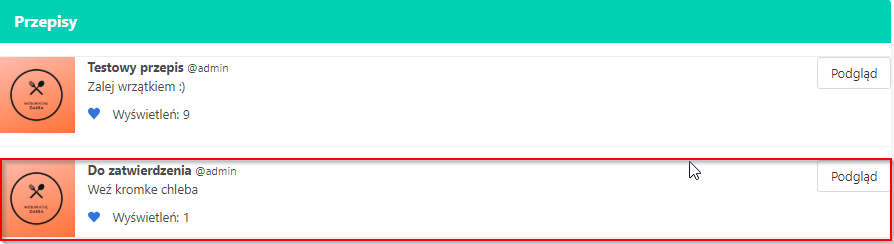 Przepisy
Testowy przepis @admin
Podgląd
Zalej wrzątkiem :)
Wyświetleń: 9
Do zatwierdzenia @admin
Podgląd
Weź kromke chleba
Wyświetleń: 1